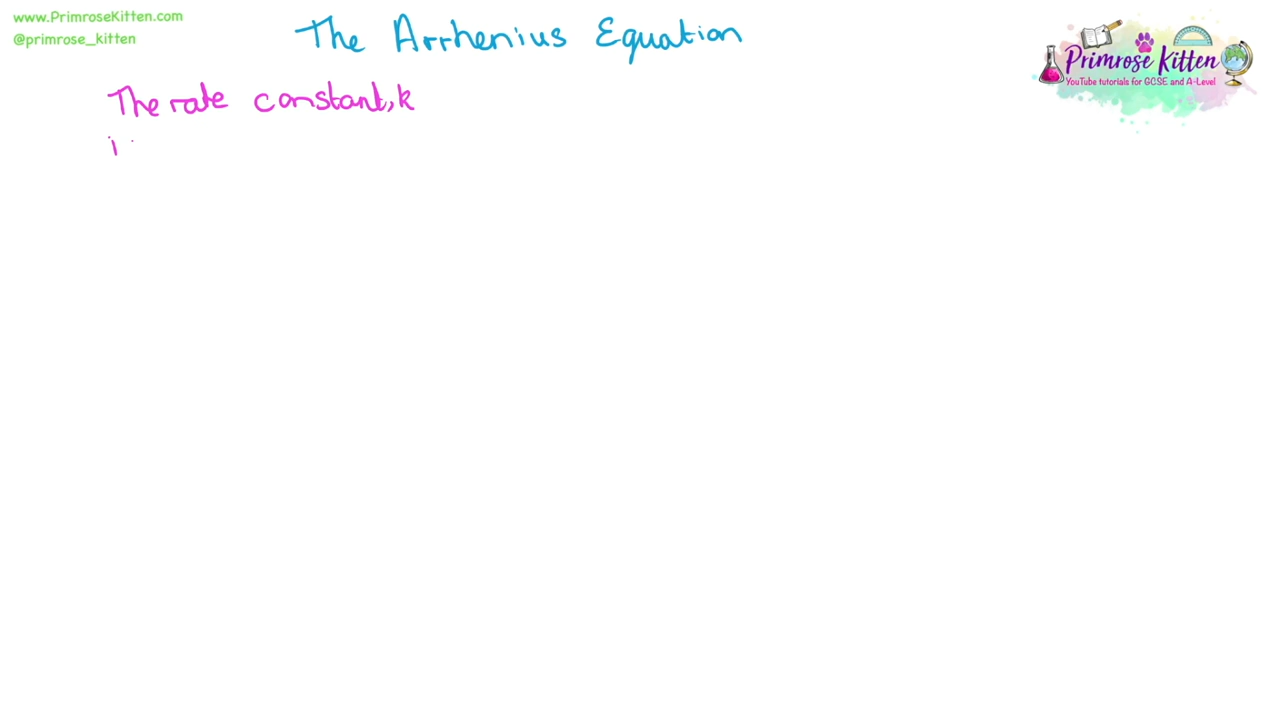 www.PrimroseKitten.com
@primrose_kitten
The Arrhenius Equation
Primrose Kitten
YouTube tutorials for GCSE and A-Level
The rate constant, k
i